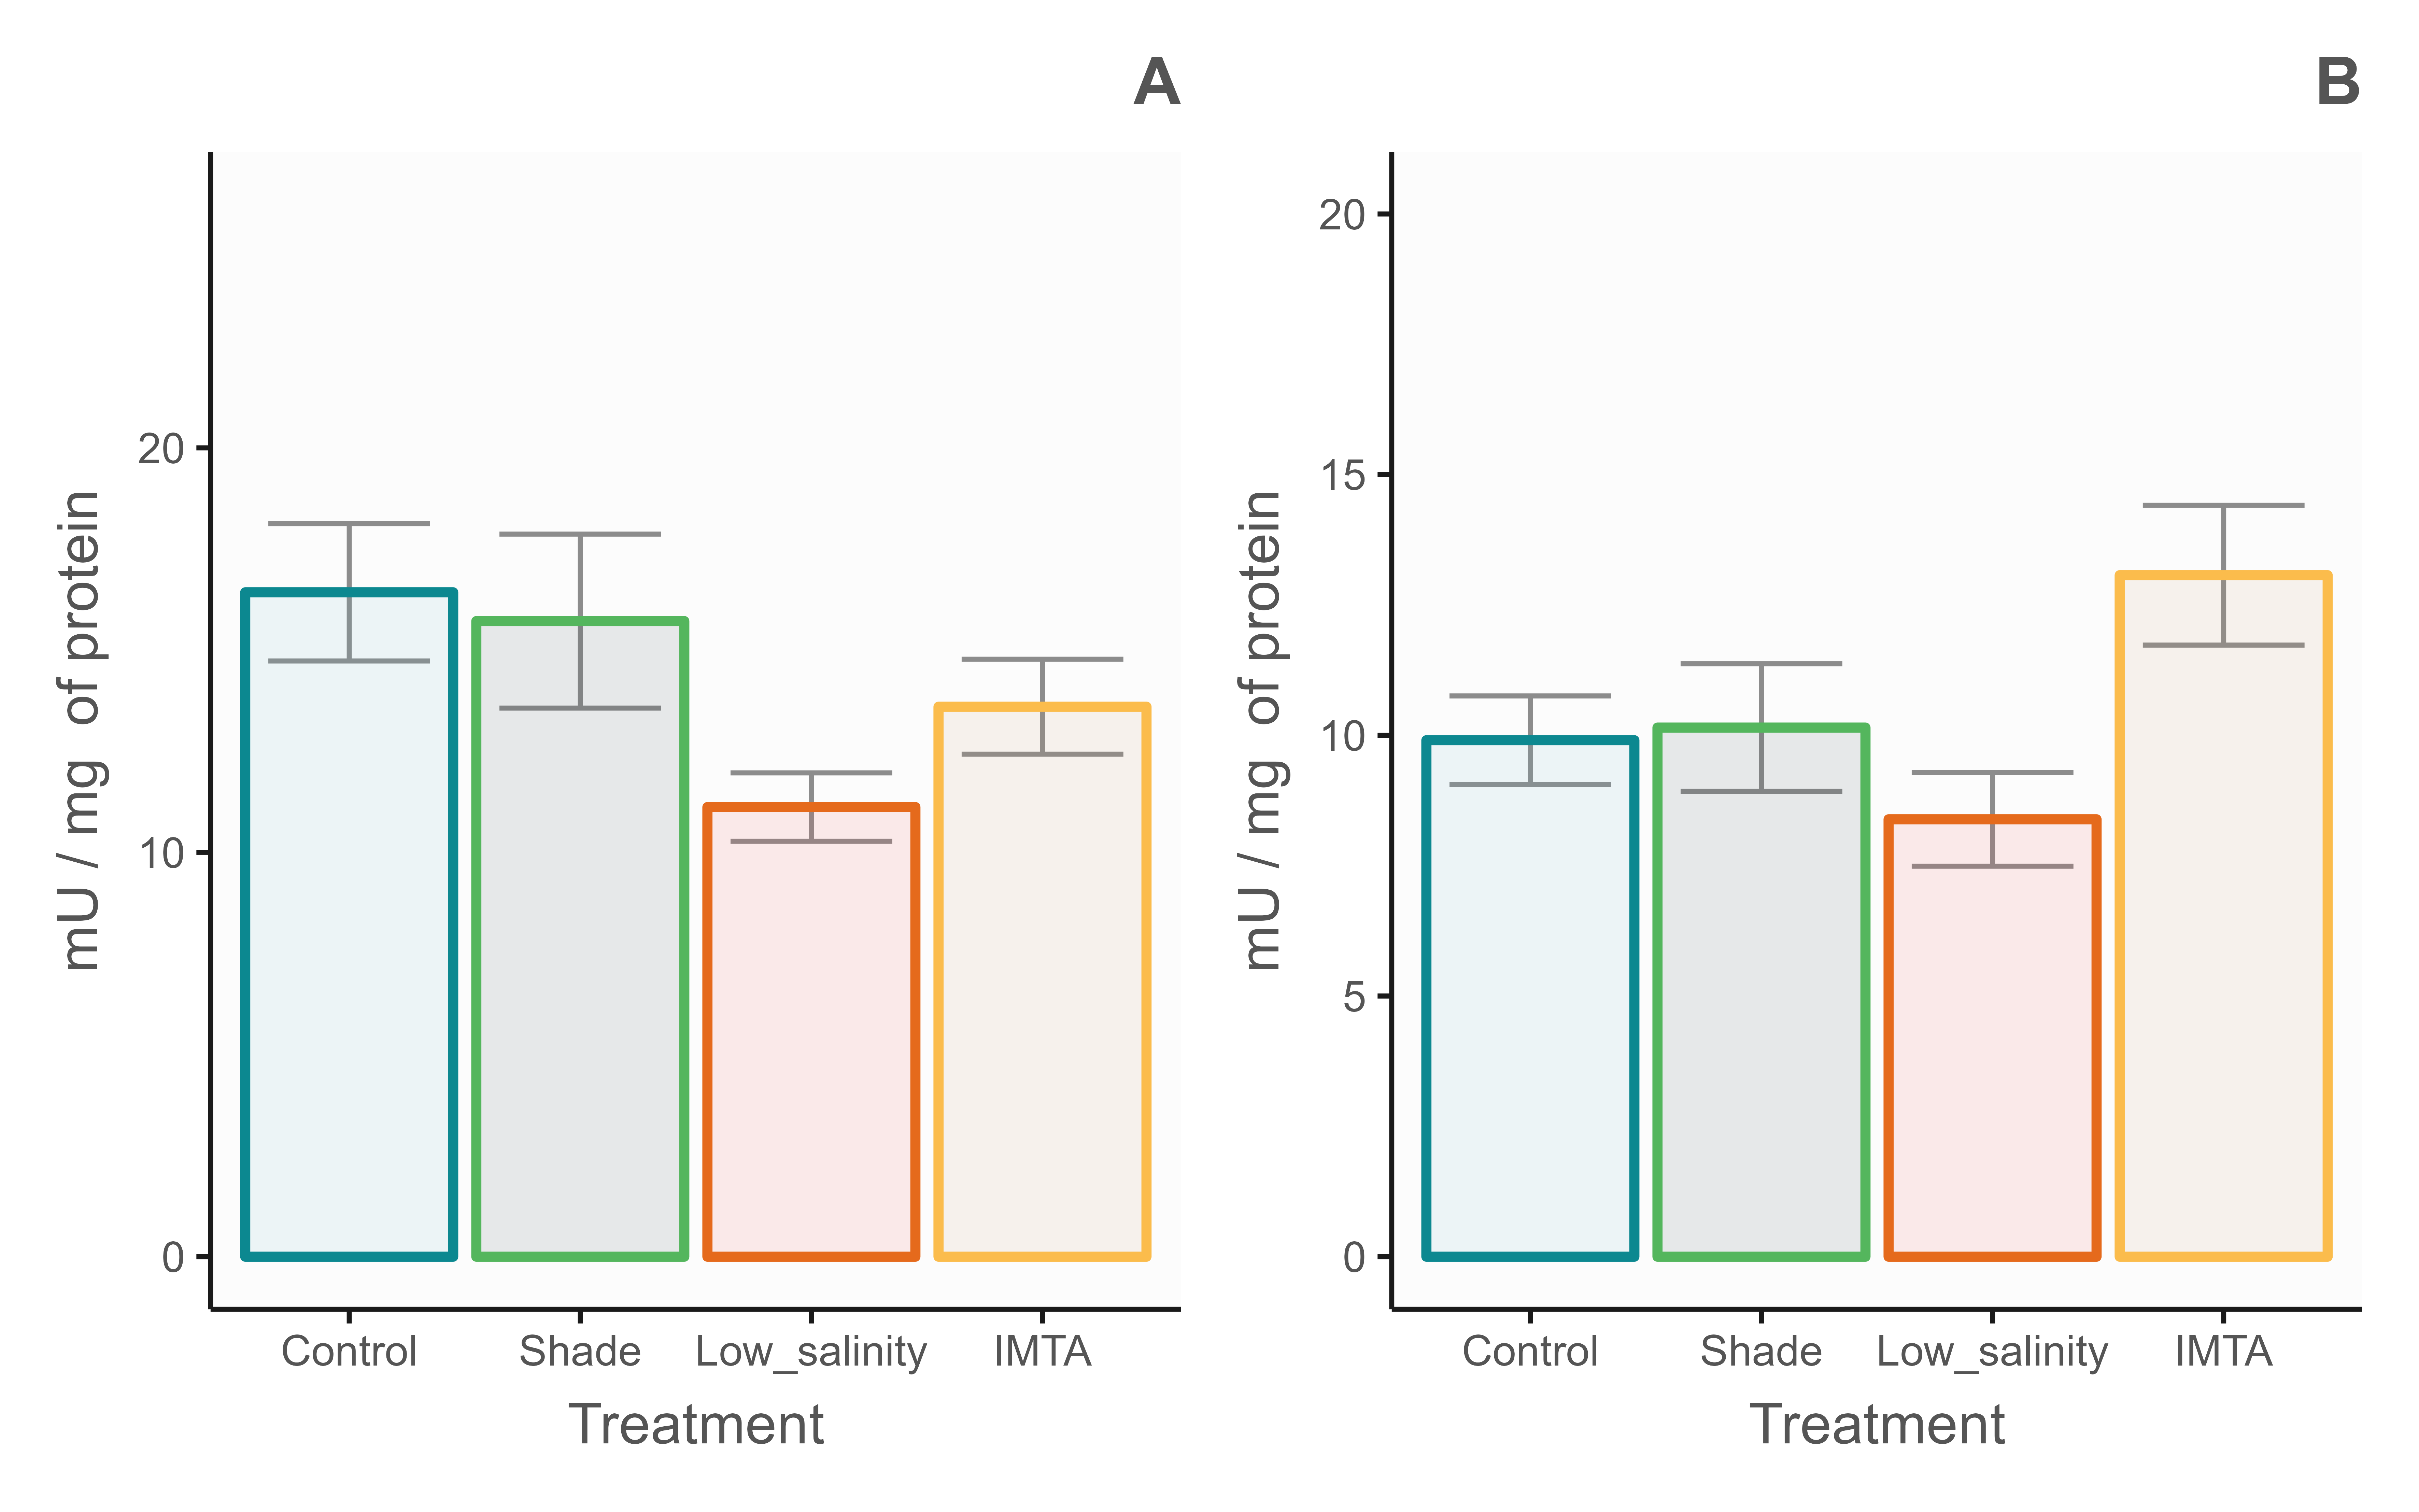 A
mU / mg  of protein
20
10
0
Control Shade Low_salinity IMTA
Treatment
B
mU / mg  of protein
20
15
10
5
0
Control Shade Low_salinity IMTA
Treatment